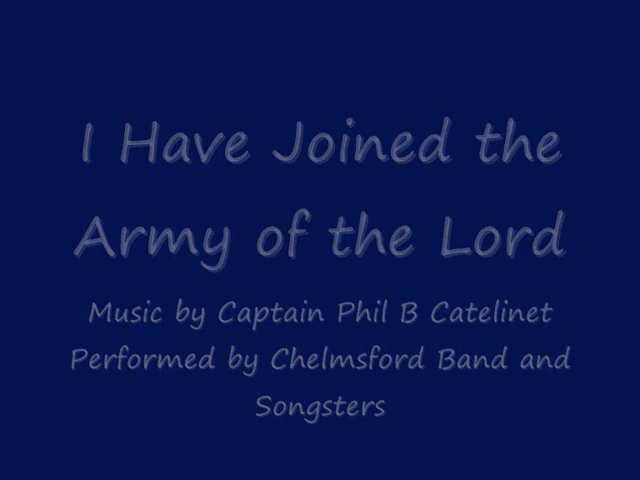 I Have Joined the
Army of the Lord
Music by Captain Phil B Catelinet
Performed by Chelmsford Band and
Songsters